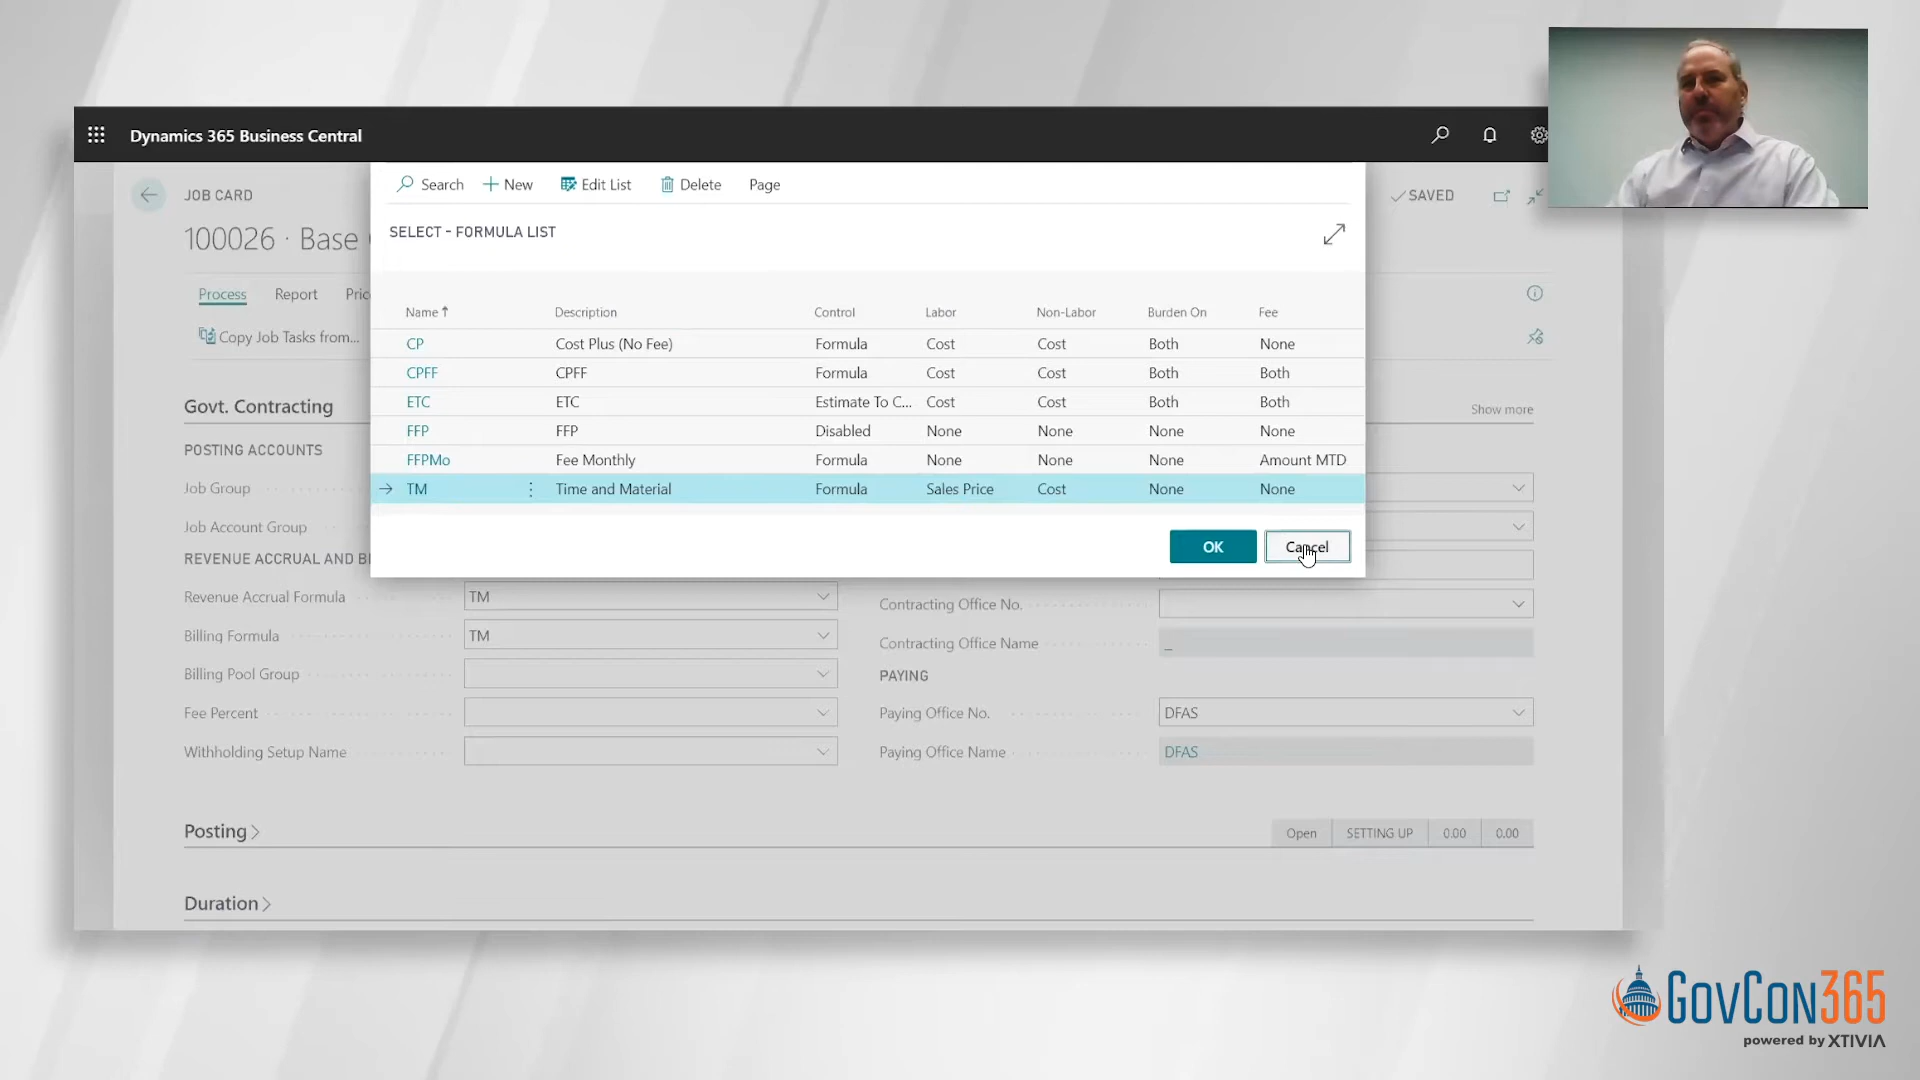 Dynamics 365 Business Central
JOB CARD
✓ SAVED
100026 · Base
Process Report Pric
Copy Job Tasks from...
Search + New Edit List Delete Page
SELECT - FORMULA LIST
Name ↑ Description Control Labor Non-Labor Burden On Fee
CP Cost Plus (No Fee) Formula Cost Cost Both None
CPFF CPFF Formula Cost Cost Both Both
ETC ETC Estimate To C... Cost Cost Both Both
FFP FFP Disabled None None None None
FFPMo Fee Monthly Formula None None None Amount MTD
TM Time and Material Formula Sales Price Cost None None
OK Cancel
Govt. Contracting
Show more
POSTING ACCOUNTS
Job Group
Job Account Group
REVENUE ACCRUAL AND B
Revenue Accrual Formula TM
Billing Formula TM
Billing Pool Group
Fee Percent
Withholding Setup Name
Contracting Office No.
Contracting Office Name _
PAYING
Paying Office No. DFAS
Paying Office Name DFAS
Posting >
Open SETTING UP 0.00 0.00
Duration >
GovCon365
powered by XTIVIA